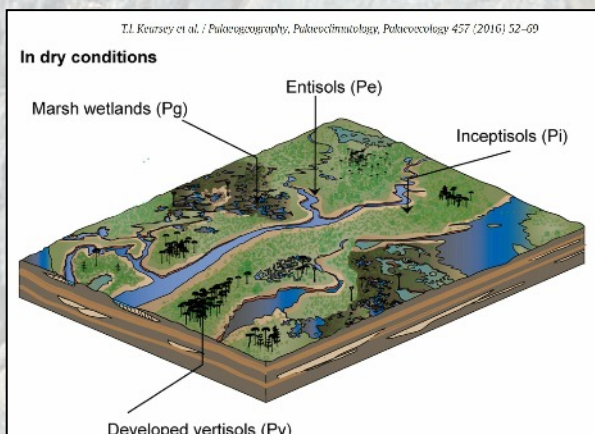 T.I. Kearsey et al. / Palaeogeography, Palaeoclimatology, Palaeoecology 457 (2016) 52–69
In dry conditions
Entisols (Pe)
Marsh wetlands (Pg)
Inceptisols (Pi)
Developed vertisols (Pv)